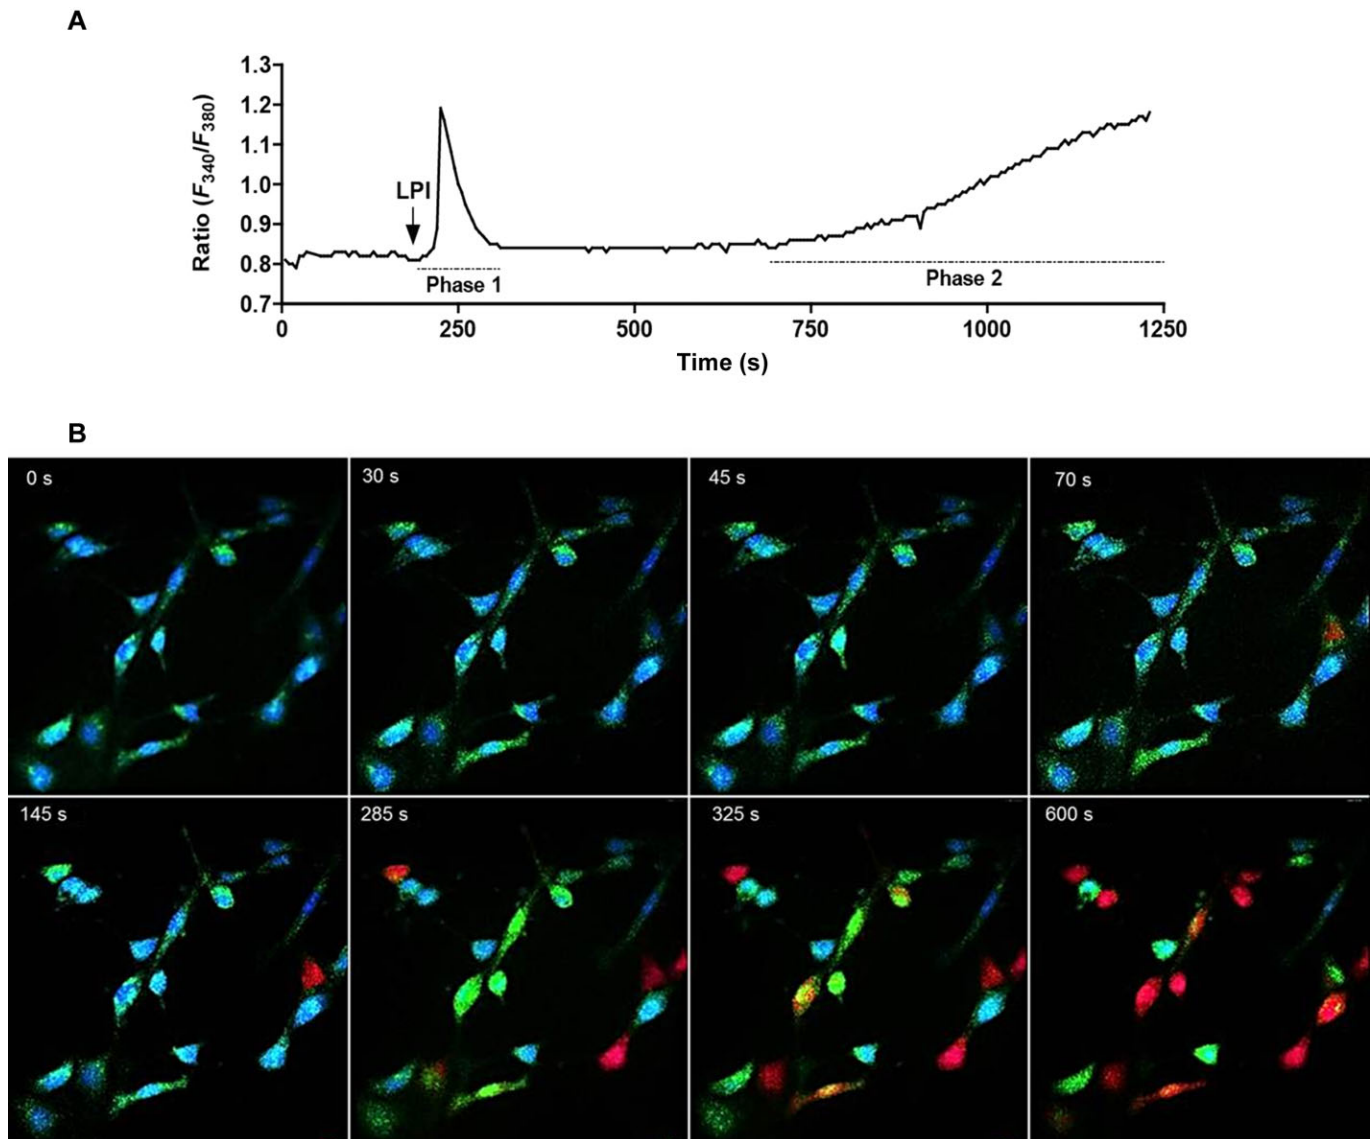 A
1.3
1.2
1.1
1.0
0.9
0.8
0.7
Ratio (F340/F380)
LPI
Phase 1
Phase 2
0 250 500 750 1000 1250
Time (s)
B
0 s 30 s 45 s 70 s
145 s 285 s 325 s 600 s